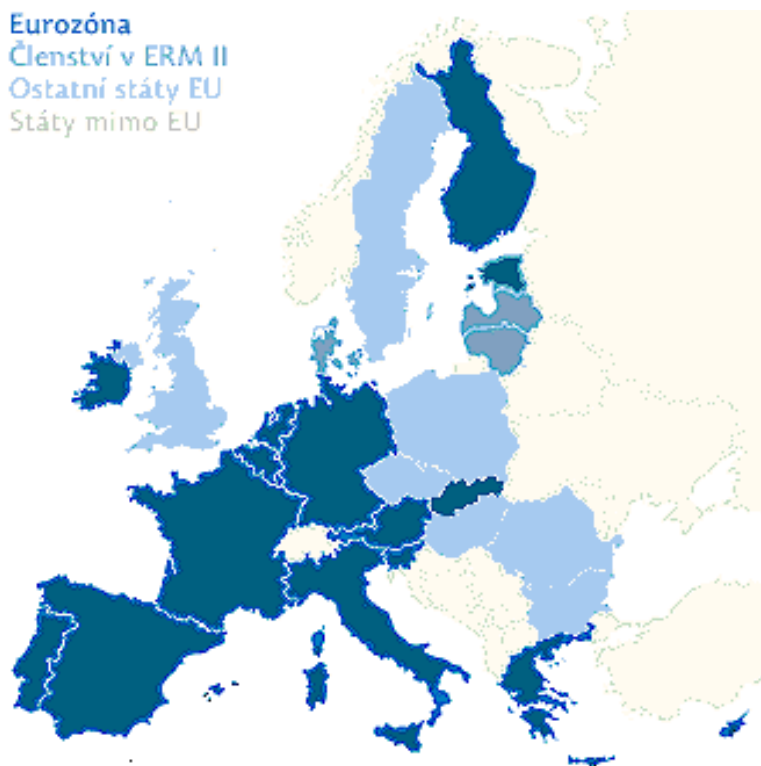 Eurozóna
Členství v ERM II
Ostatní státy EU
Státy mimo EU